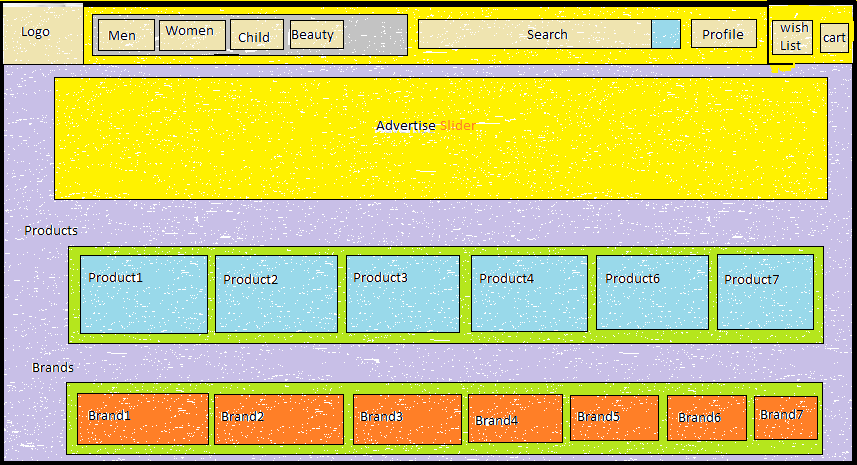 Logo
Men
Women
Child
Beauty
Search
Profile
wish
List
cart
Advertise Slider
Products
Product1
Product2
Product3
Product4
Product6
Product7
Brands
Brand1
Brand2
Brand3
Brand4
Brand5
Brand6
Brand7